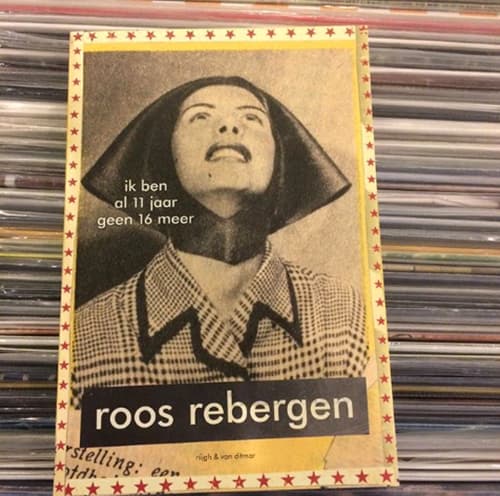 ik ben
al 11 jaar
geen 16 meer
roos rebergen
nijgh & van ditmar
stelling: een